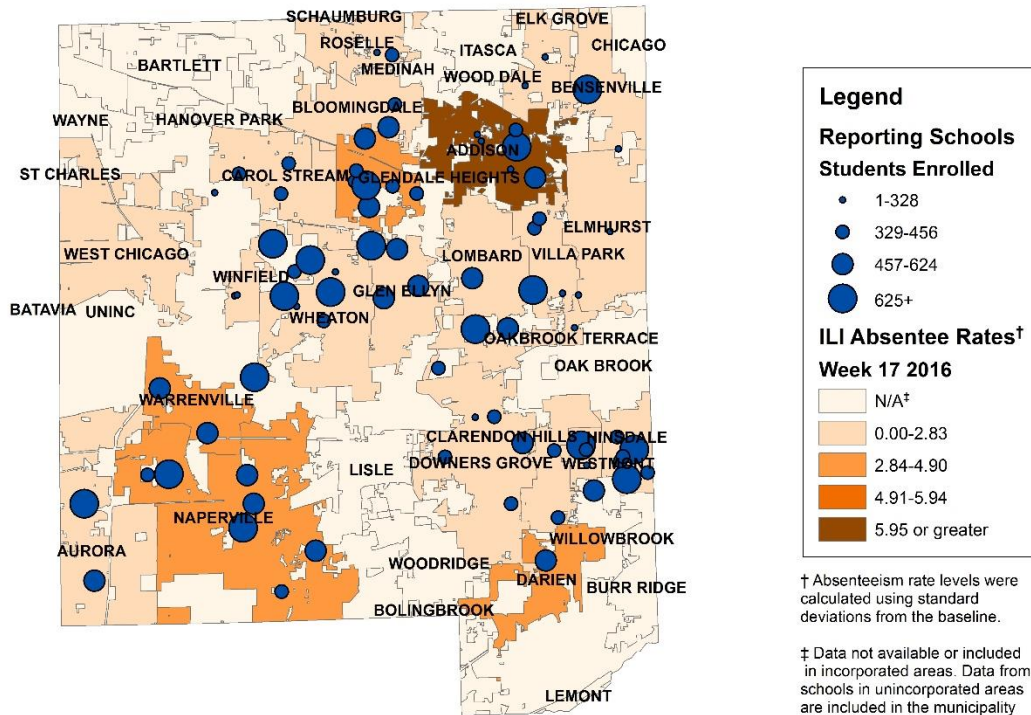 SCHAUMBURG
ELK GROVE
ROSELLE
ITASCA
CHICAGO
MEDINAH
BARTLETT
WOOD DALE
BENSENVILLE
BLOOMINGDALE
WAYNE
HANOVER PARK
ADDISON
ST CHARLES
CAROL STREAM
GLENDALE HEIGHTS
ELMHURST
WEST CHICAGO
LOMBARD
VILLA PARK
WINFIELD
GLEN ELLYN
BATAVIA
UNINC
WHEATON
OAKBROOK TERRACE
OAK BROOK
WARRENVILLE
CLARENDON HILLS
HINSDALE
LISLE
DOWNERS GROVE
WESTMONT
NAPERVILLE
WILLOWBROOK
AURORA
WOODRIDGE
DARIEN
BURR RIDGE
BOLINGBROOK
LEMONT
Legend
Reporting Schools
Students Enrolled
1-328
329-456
457-624
625+
ILI Absentee Rates†
Week 17 2016
N/A‡
0.00-2.83
2.84-4.90
4.91-5.94
5.95 or greater
† Absenteeism rate levels were
calculated using standard
deviations from the baseline.
‡ Data not available or included
in incorporated areas. Data from
schools in unincorporated areas
are included in the municipality